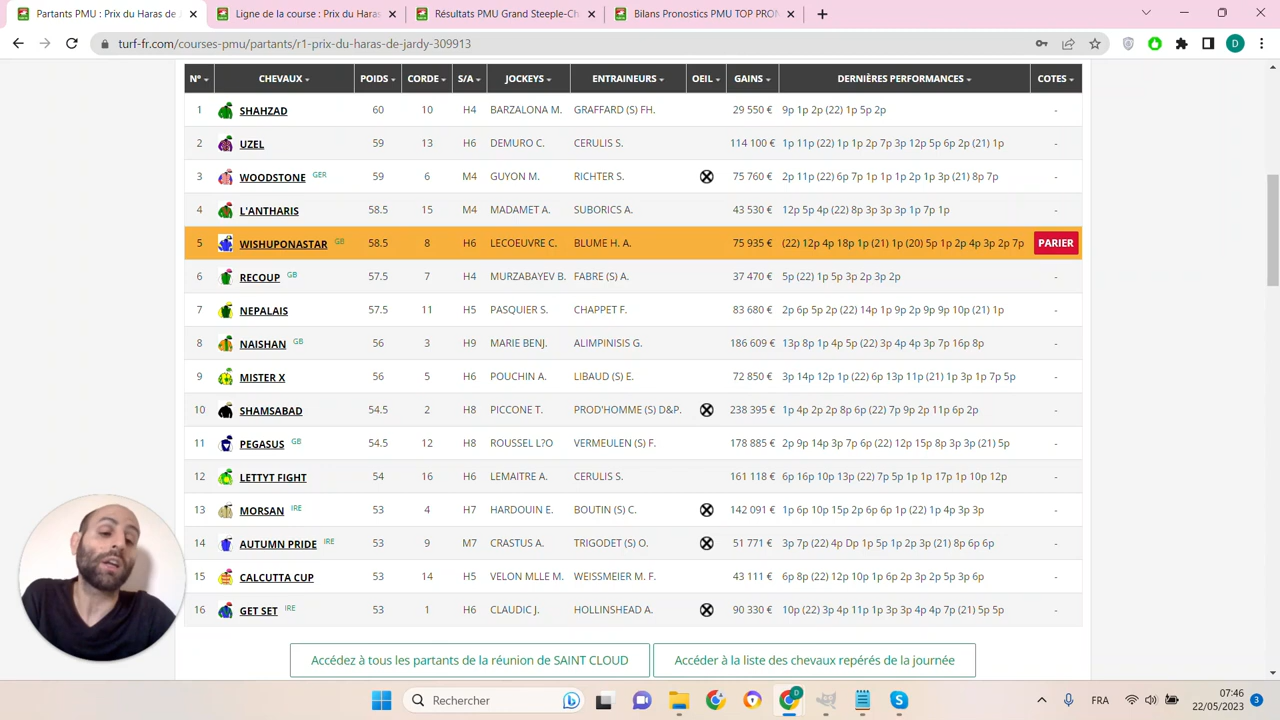 Partants PMU : Prix du Haras de J
Ligne de la course : Prix du Haras
Résultats PMU Grand Steeple-Ch
Bilans Pronostics PMU TOP PRON
turf-fr.com/courses-pmu/partants/r1-prix-du-haras-de-jardy-309913
D
N° CHEVAUX POIDS CORDE S/A JOCKEYS ENTRAINEURS OEIL GAINS DERNIÈRES PERFORMANCES COTES
1 SHAHZAD 60 10 H4 BARZALONA M. GRAFFARD (S) FH. 29 550 € 9p 1p 2p (22) 1p 5p 2p -
2 UZEL 59 13 H6 DEMURO C. CERULIS S. 114 100 € 1p 11p (22) 1p 1p 2p 7p 3p 12p 5p 6p 2p (21) 1p -
3 WOODSTONE GER 59 6 M4 GUYON M. RICHTER S. 75 760 € 2p 11p (22) 6p 7p 1p 1p 1p 2p 1p 3p (21) 8p 7p -
4 L'ANTHARIS 58.5 15 M4 MADAMET A. SUBORICS A. 43 530 € 12p 5p 4p (22) 8p 3p 3p 3p 1p 7p 1p -
5 WISHUPONASTAR GB 58.5 8 H6 LECOEUVRE C. BLUME H. A. 75 935 € (22) 12p 4p 18p 1p (21) 1p (20) 5p 1p 2p 4p 3p 2p 7p PARIER
6 RECOUP GB 57.5 7 H4 MURZABAYEV B. FABRE (S) A. 37 470 € 5p (22) 1p 5p 3p 2p 3p 2p -
7 NEPALAIS 57.5 11 H5 PASQUIER S. CHAPPET F. 83 680 € 2p 6p 5p 2p (22) 14p 1p 9p 2p 9p 9p 10p (21) 1p -
8 NAISHAN GB 56 3 H9 MARIE BENJ. ALIMPINISIS G. 186 609 € 13p 8p 1p 4p 5p (22) 3p 4p 4p 3p 7p 16p 8p -
9 MISTER X 56 5 H6 POUCHIN A. LIBAUD (S) E. 72 850 € 3p 14p 12p 1p (22) 6p 13p 11p (21) 1p 3p 1p 7p 5p -
10 SHAMSABAD 54.5 2 H8 PICCONE T. PROD'HOMME (S) D&P. 238 395 € 1p 4p 2p 2p 8p 6p (22) 7p 9p 2p 11p 6p 2p -
11 PEGASUS GB 54.5 12 H8 ROUSSEL L?O VERMEULEN (S) F. 178 885 € 2p 9p 14p 3p 7p 6p (22) 12p 15p 8p 3p 3p (21) 5p -
12 LETTYT FIGHT 54 16 H6 LEMAITRE A. CERULIS S. 161 118 € 6p 16p 10p 13p (22) 7p 5p 1p 1p 17p 1p 10p 12p -
13 MORSAN IRE 53 4 H7 HARDOUIN E. BOUTIN (S) C. 142 091 € 1p 6p 10p 15p 2p 6p 6p 1p (22) 1p 4p 3p 3p -
14 AUTUMN PRIDE IRE 53 9 M7 CRASTUS A. TRIGODET (S) O. 51 771 € 3p 7p (22) 4p Dp 1p 5p 1p 2p 3p (21) 8p 6p 6p -
15 CALCUTTA CUP 53 14 H5 VELON MLLE M. WEISSMEIER M. F. 43 111 € 6p 8p (22) 12p 10p 1p 6p 2p 3p 2p 5p 3p 6p -
16 GET SET IRE 53 1 H6 CLAUDIC J. HOLLINSHEAD A. 90 330 € 10p (22) 3p 4p 11p 1p 3p 3p 4p 4p 7p (21) 5p 5p -
Accédez à tous les partants de la réunion de SAINT CLOUD
Accéder à la liste des chevaux repérés de la journée
Rechercher
D
FRA
07:46
22/05/2023
3